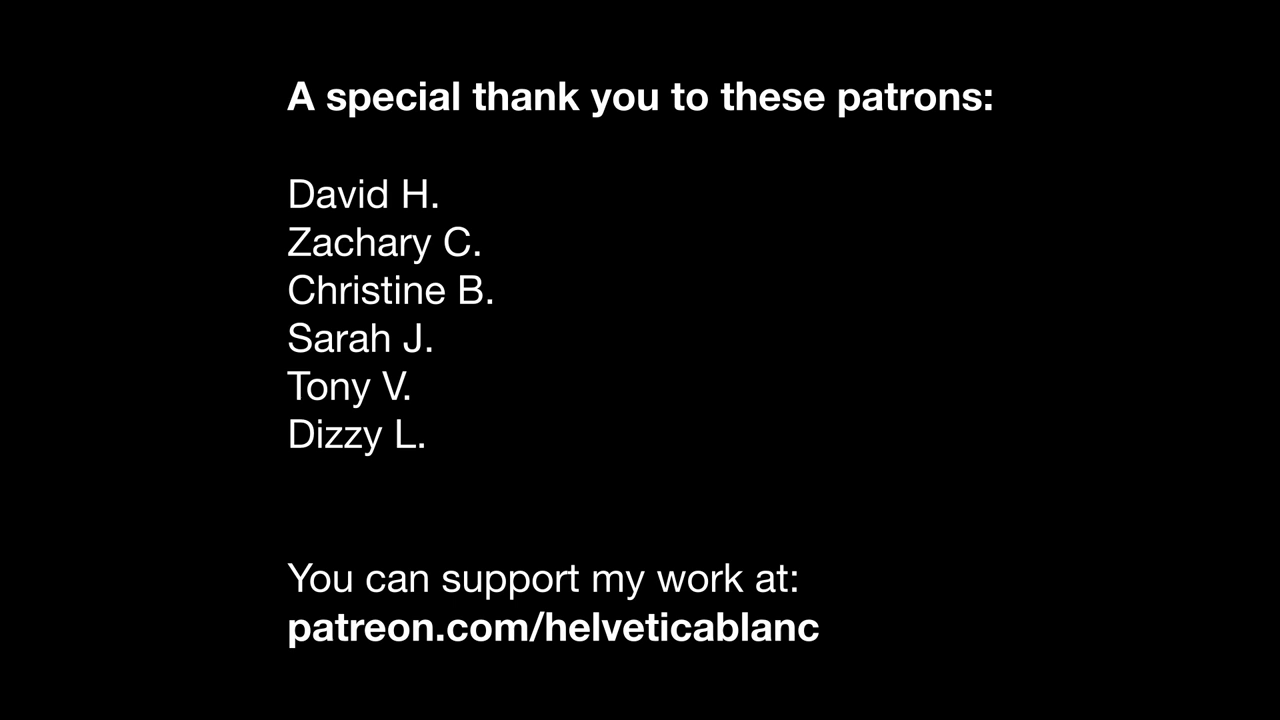 A special thank you to these patrons:
David H.
Zachary C.
Christine B.
Sarah J.
Tony V.
Dizzy L.
You can support my work at:
patreon.com/helveticablanc